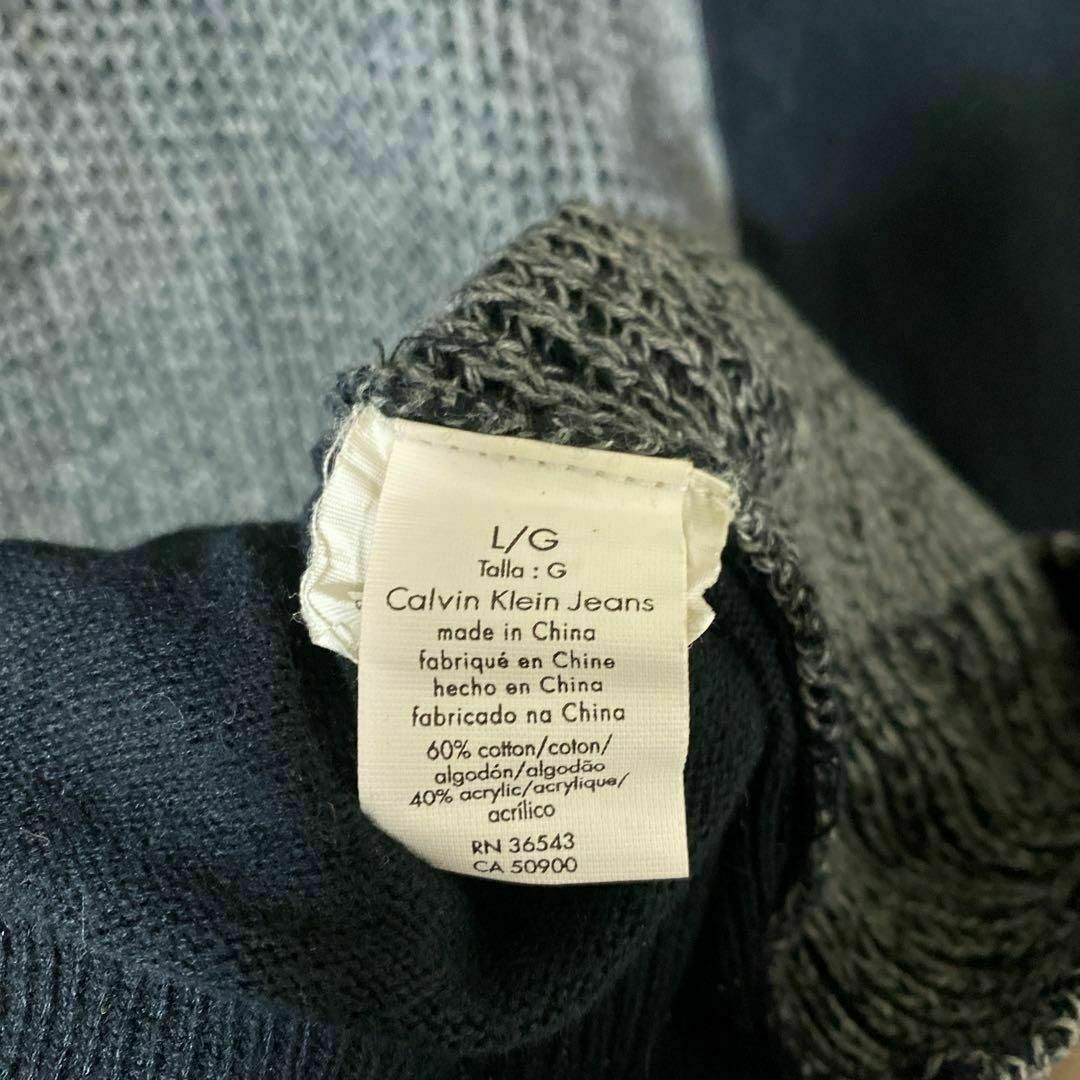 L/G
Talla : G
Calvin Klein Jeans
made in China
fabriqué en Chine
hecho en China
fabricado na China
60% cotton/coton/
algodón/algodão
40% acrylic/acrylique/
acrílico
RN 36543
CA 50900